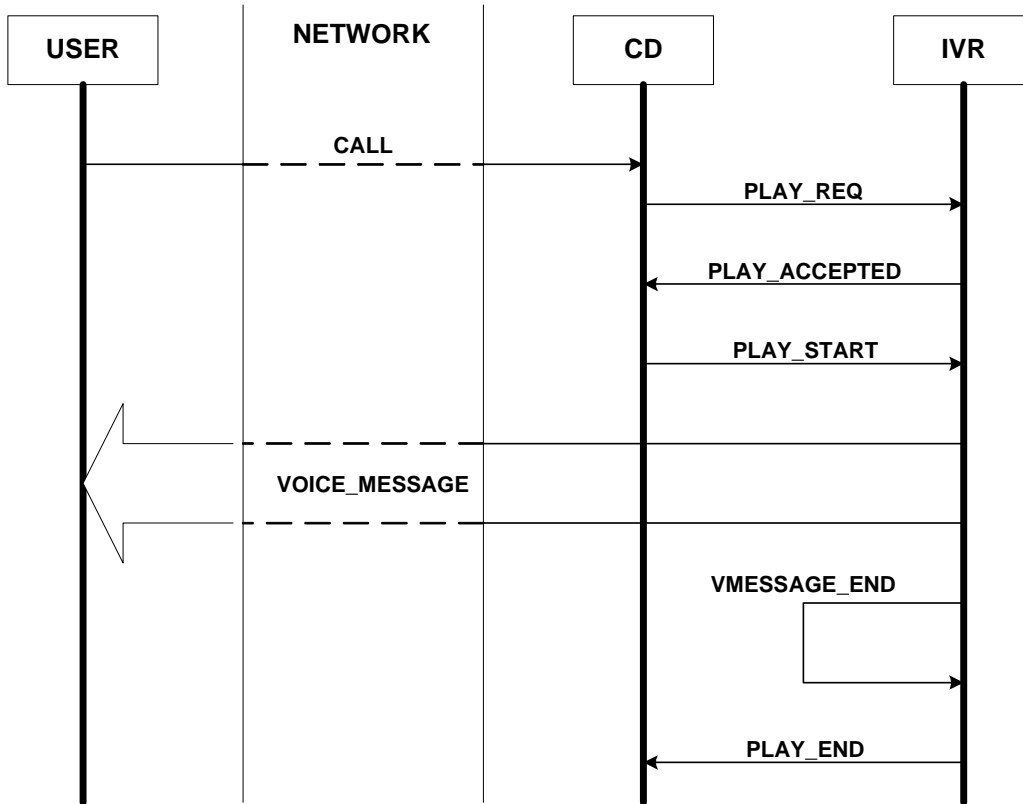 USER
NETWORK
CD
IVR
CALL
PLAY_REQ
PLAY_ACCEPTED
PLAY_START
VOICE_MESSAGE
VMESSAGE_END
PLAY_END